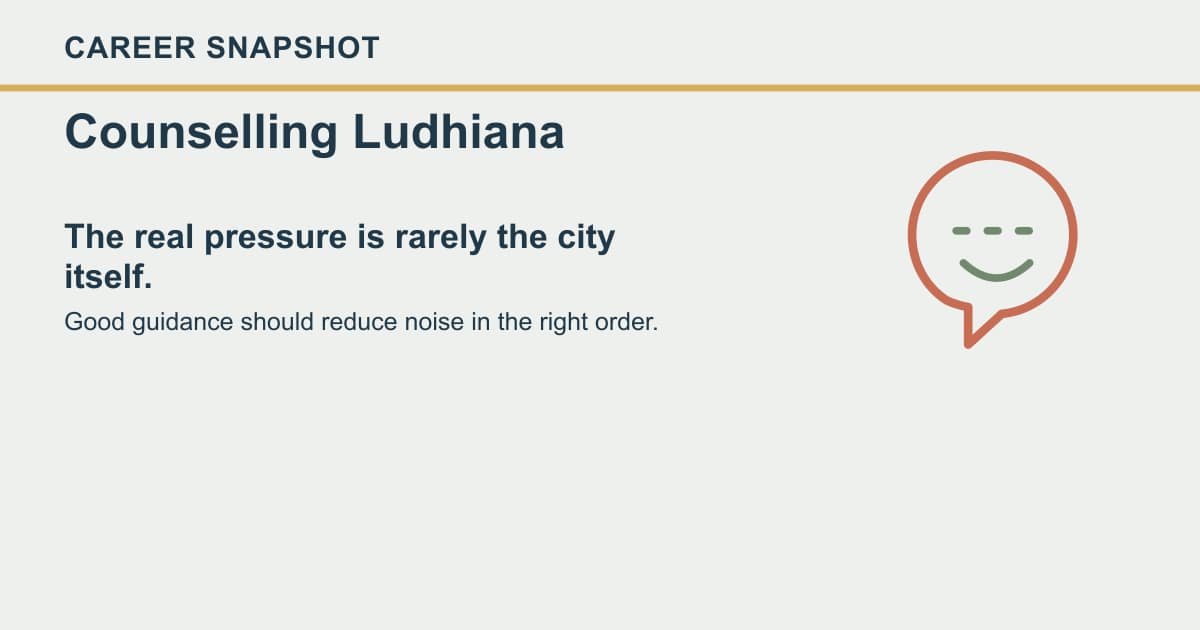 CAREER SNAPSHOT
Counselling Ludhiana
The real pressure is rarely the city
itself.
Good guidance should reduce noise in the right order.